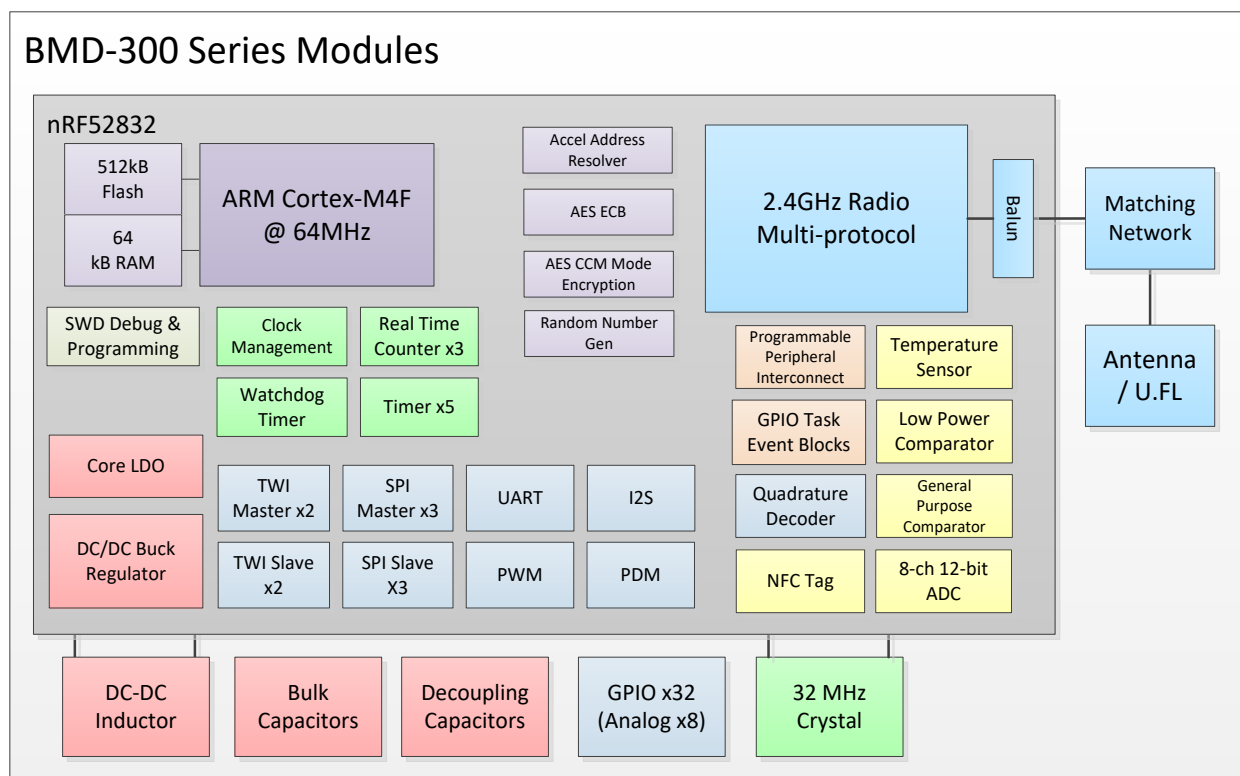 BMD-300 Series Modules
nRF52832
512kB
Flash
64
kB RAM
ARM Cortex-M4F
@ 64MHz
Accel Address
Resolver
AES ECB
AES CCM Mode
Encryption
Random Number
Gen
2.4GHz Radio
Multi-protocol
Balun
Matching
Network
Antenna
/ U.FL
SWD Debug &
Programming
Clock
Management
Real Time
Counter x3
Watchdog
Timer
Timer x5
Programmable
Peripheral
Interconnect
Temperature
Sensor
GPIO Task
Event Blocks
Low Power
Comparator
Core LDO
DC/DC Buck
Regulator
TWI
Master x2
SPI
Master x3
UART
I2S
Quadrature
Decoder
General
Purpose
Comparator
TWI Slave
x2
SPI Slave
X3
PWM
PDM
NFC Tag
8-ch 12-bit
ADC
DC-DC
Inductor
Bulk
Capacitors
Decoupling
Capacitors
GPIO x32
(Analog x8)
32 MHz
Crystal